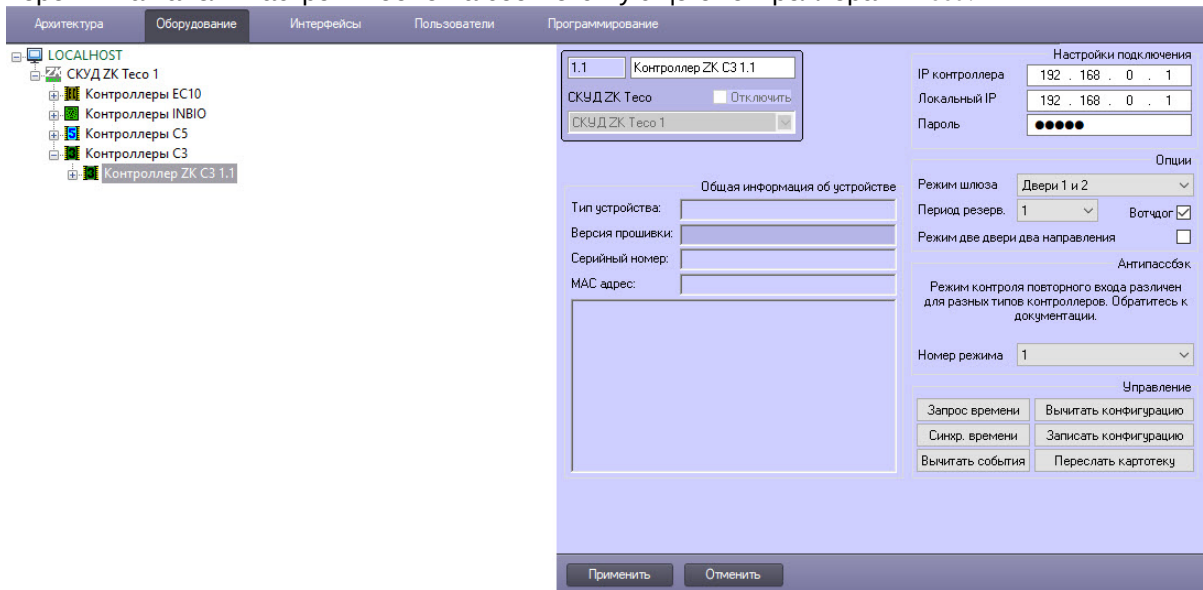 Архитектура Оборудование Интерфейсы Пользователи Программирование
LOCALHOST
СКУД ZK Teco 1
Контроллеры EC10
Контроллеры INBIO
Контроллеры C5
Контроллеры C3
Контроллер ZK C3 1.1
1.1 Контроллер ZK C3 1.1
СКУД ZK Teco Отключить
СКУД ZK Teco 1
Общая информация об устройстве
Тип устройства:
Версия прошивки:
Серийный номер:
MAC адрес:
Настройки подключения
IP контроллера 192 . 168 . 0 . 1
Локальный IP 192 . 168 . 0 . 1
Пароль ●●●●●
Опции
Режим шлюза Двери 1 и 2
Период резерв. 1 Вотчдог
Режим две двери два направления
Антипассбэк
Режим контроля повторного входа различен
для разных типов контроллеров. Обратитесь к
документации.
Номер режима 1
Управление
Запрос времени Вычитать конфигурацию
Синхр. времени Записать конфигурацию
Вычитать события Переслать картотеку
Применить Отменить